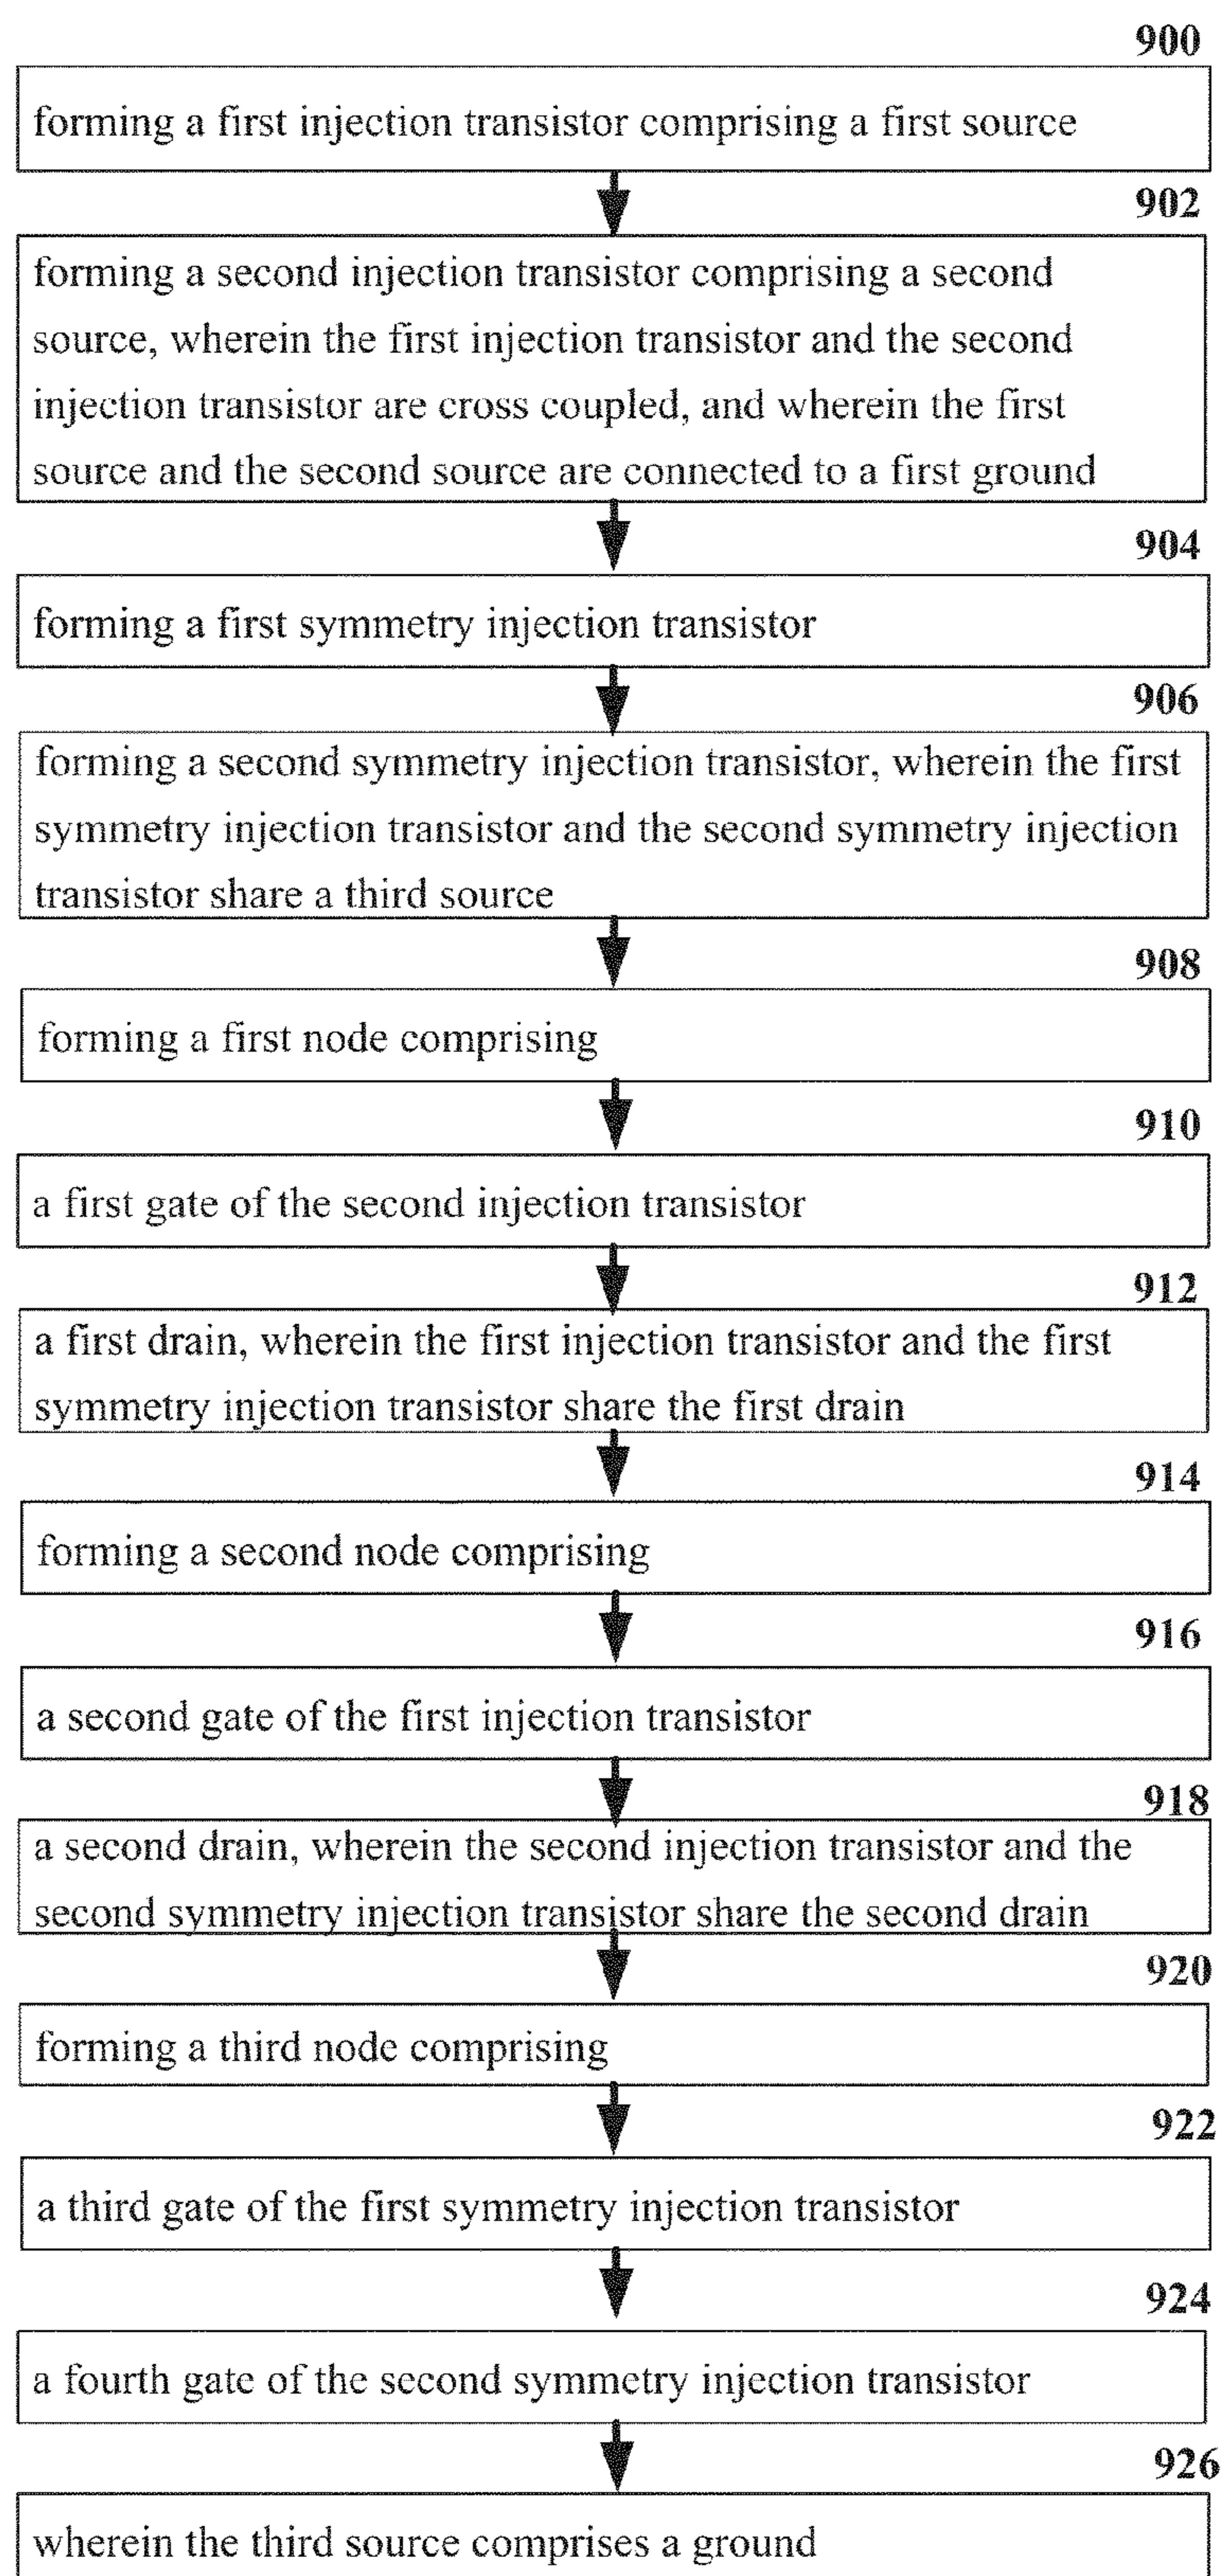 900
forming a first injection transistor comprising a first source
902
forming a second injection transistor comprising a second
source, wherein the first injection transistor and the second
injection transistor are cross coupled, and wherein the first
source and the second source are connected to a first ground
904
forming a first symmetry injection transistor
906
forming a second symmetry injection transistor, wherein the first
symmetry injection transistor and the second symmetry injection
transistor share a third source
908
forming a first node comprising
910
a first gate of the second injection transistor
912
a first drain, wherein the first injection transistor and the first
symmetry injection transistor share the first drain
914
forming a second node comprising
916
a second gate of the first injection transistor
918
a second drain, wherein the second injection transistor and the
second symmetry injection transistor share the second drain
920
forming a third node comprising
922
a third gate of the first symmetry injection transistor
924
a fourth gate of the second symmetry injection transistor
926
wherein the third source comprises a ground